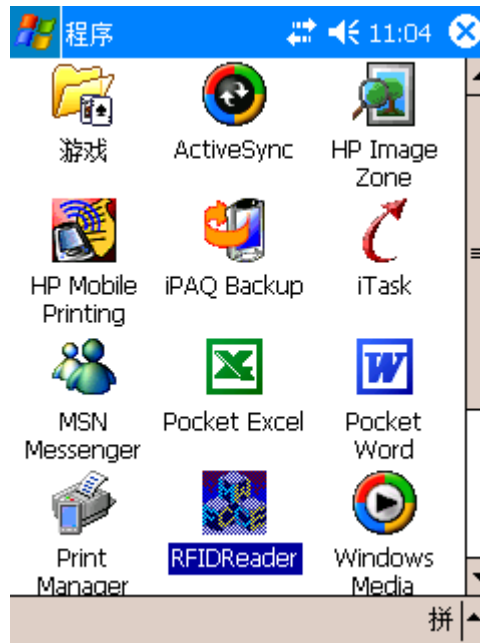 程序 11:04
游戏 ActiveSync HP Image Zone
HP Mobile Printing iPAQ Backup iTask
MSN Messenger Pocket Excel Pocket Word
Print Manager RFIDReader Windows Media
拼